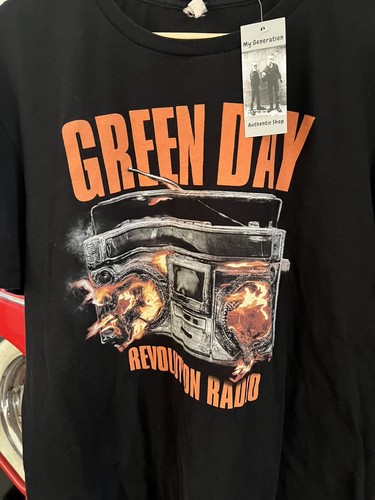 My Generation
Authentic Shop
GREEN DAY
REVOLUTION RADIO